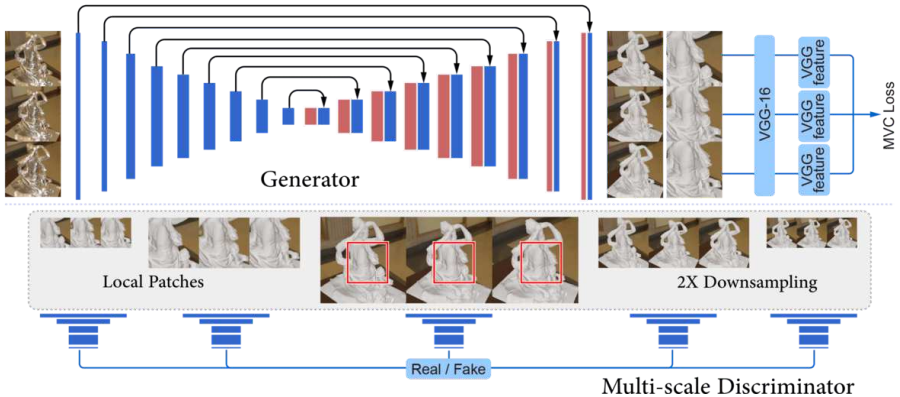 Generator
VGG-16
VGG
feature
VGG
feature
VGG
feature
MVC Loss
Local Patches
2X Downsampling
Real / Fake
Multi-scale Discriminator